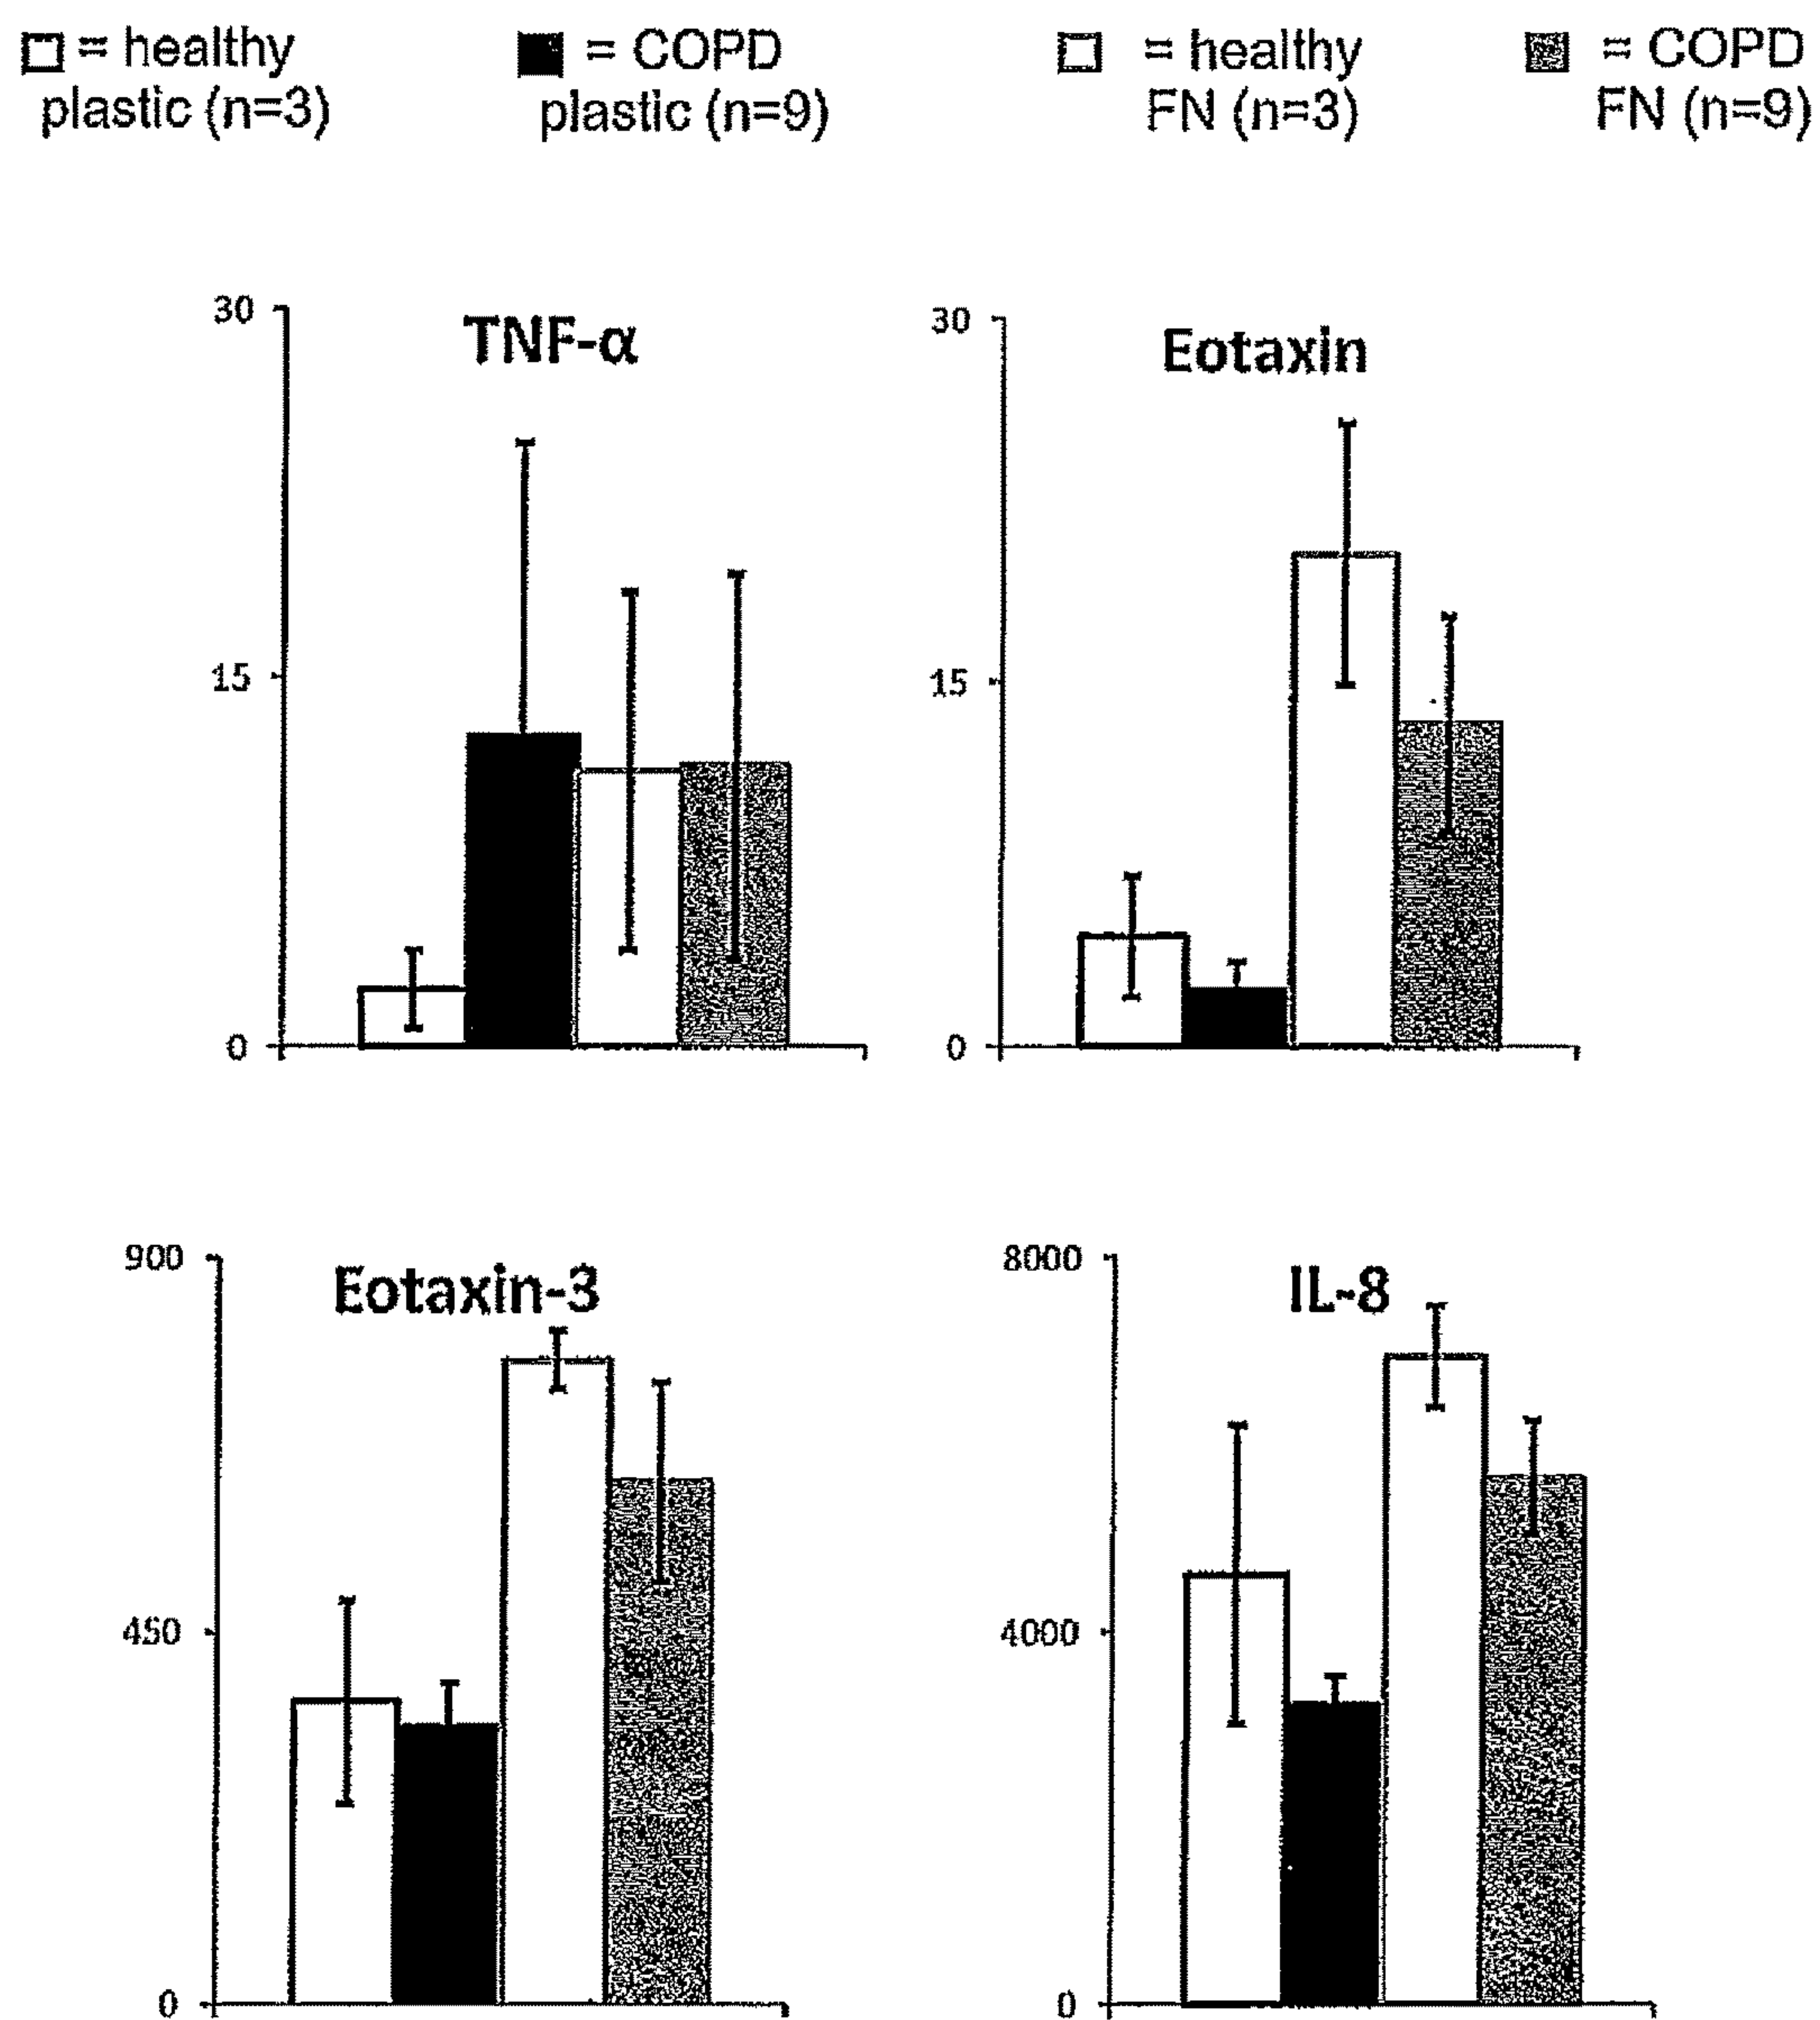 = healthy
plastic (n=3)
= COPD
plastic (n=9)
= healthy
FN (n=3)
= COPD
FN (n=9)
TNF-α
30
15
0
Eotaxin
30
15
0
Eotaxin-3
900
450
0
IL-8
8000
4000
0